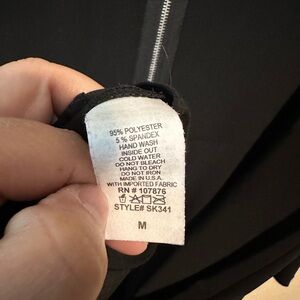 95% POLYESTER
5 % SPANDEX
HAND WASH
INSIDE OUT
COLD WATER
DO NOT BLEACH
HANG TO DRY
DO NOT IRON
MADE IN U.S.A.
WITH IMPORTED FABRIC
RN # 107876
STYLE# SK341
M